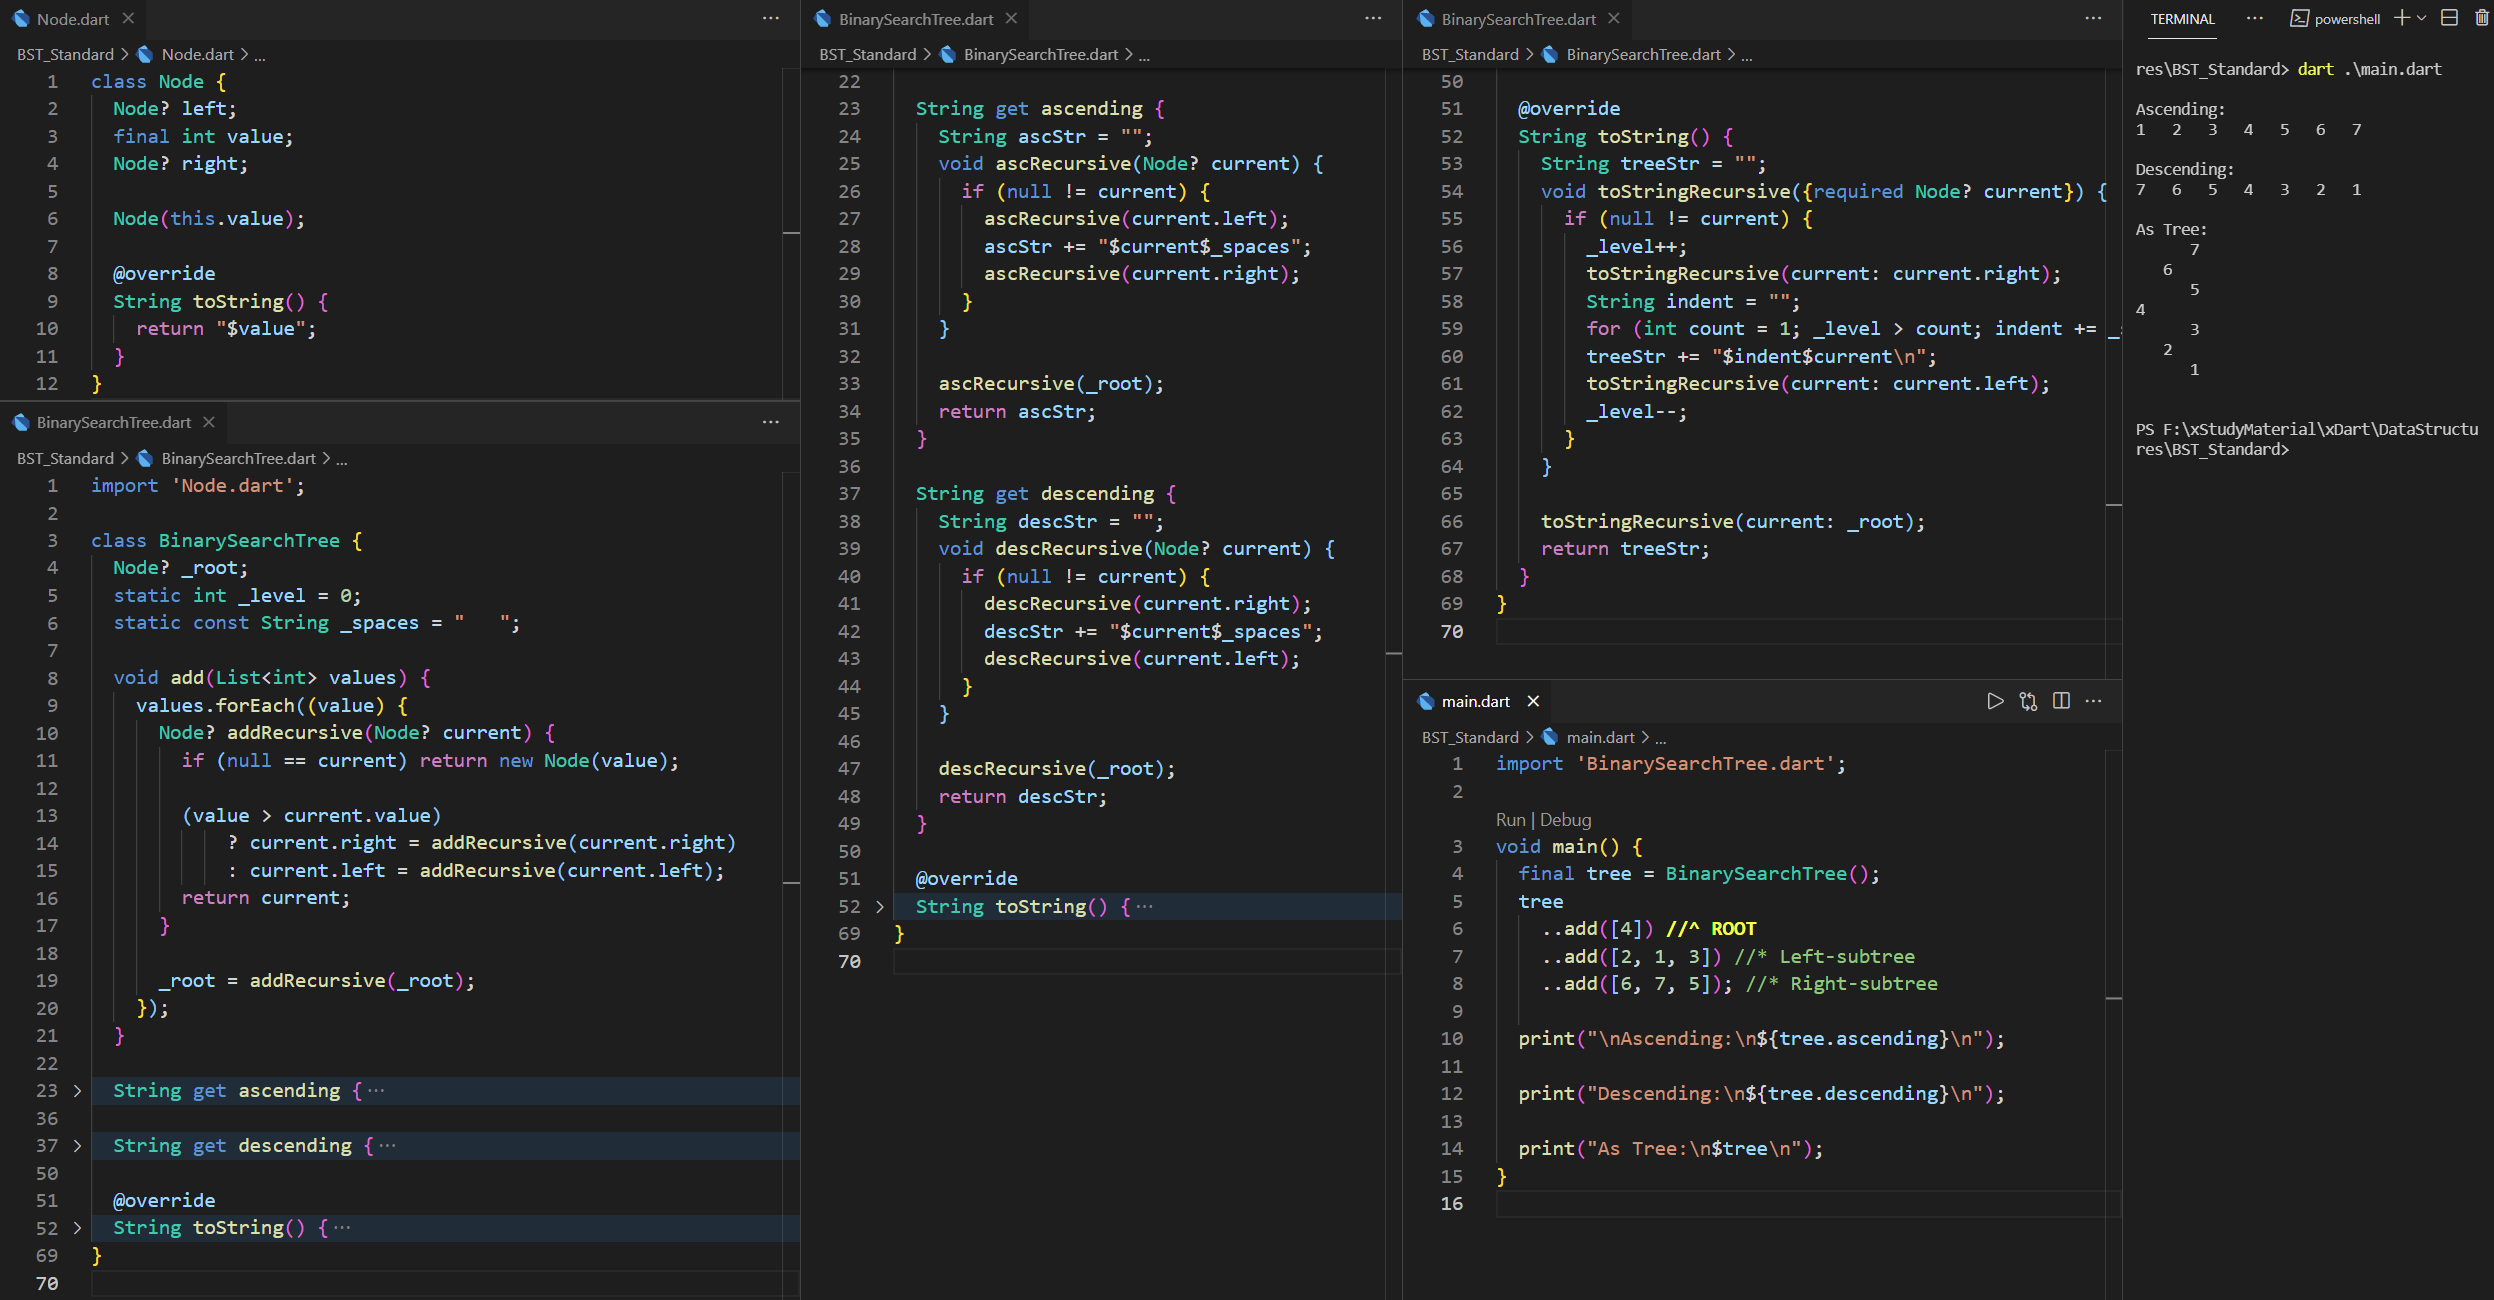 Node.dart
BST_Standard > Node.dart > ...
1 class Node {
2   Node? left;
3   final int value;
4   Node? right;
5
6   Node(this.value);
7
8   @override
9   String toString() {
10     return "$value";
11   }
12 }
BinarySearchTree.dart
BST_Standard > BinarySearchTree.dart > ...
1 import 'Node.dart';
2
3 class BinarySearchTree {
4   Node? _root;
5   static int _level = 0;
6   static const String _spaces = "   ";
7
8   void add(List<int> values) {
9     values.forEach((value) {
10       Node? addRecursive(Node? current) {
11         if (null == current) return new Node(value);
12
13         (value > current.value)
14             ? current.right = addRecursive(current.right)
15             : current.left = addRecursive(current.left);
16         return current;
17       }
18
19       _root = addRecursive(_root);
20     });
21   }
22
23 > String get ascending {...
36
37 > String get descending {...
50
51   @override
52 > String toString() {...
69 }
70
BinarySearchTree.dart
BST_Standard > BinarySearchTree.dart > ...
22
23   String get ascending {
24     String ascStr = "";
25     void ascRecursive(Node? current) {
26       if (null != current) {
27         ascRecursive(current.left);
28         ascStr += "$current$_spaces";
29         ascRecursive(current.right);
30       }
31     }
32
33     ascRecursive(_root);
34     return ascStr;
35   }
36
37   String get descending {
38     String descStr = "";
39     void descRecursive(Node? current) {
40       if (null != current) {
41         descRecursive(current.right);
42         descStr += "$current$_spaces";
43         descRecursive(current.left);
44       }
45     }
46
47     descRecursive(_root);
48     return descStr;
49   }
50
51   @override
52 > String toString() {...
69 }
70
BinarySearchTree.dart
BST_Standard > BinarySearchTree.dart > ...
50
51   @override
52   String toString() {
53     String treeStr = "";
54     void toStringRecursive({required Node? current}) {
55       if (null != current) {
56         _level++;
57         toStringRecursive(current: current.right);
58         String indent = "";
59         for (int count = 1; _level > count; indent += _
60         treeStr += "$indent$current\n";
61         toStringRecursive(current: current.left);
62         _level--;
63       }
64     }
65
66     toStringRecursive(current: _root);
67     return treeStr;
68   }
69 }
70
main.dart
BST_Standard > main.dart > ...
1 import 'BinarySearchTree.dart';
2
Run | Debug
3 void main() {
4   final tree = BinarySearchTree();
5   tree
6     ..add([4]) //^ ROOT
7     ..add([2, 1, 3]) //* Left-subtree
8     ..add([6, 7, 5]); //* Right-subtree
9
10   print("\nAscending:\n${tree.ascending}\n");
11
12   print("Descending:\n${tree.descending}\n");
13
14   print("As Tree:\n$tree\n");
15 }
16
TERMINAL ... powershell
res\BST_Standard> dart .\main.dart
Ascending:
1   2   3   4   5   6   7
Descending:
7   6   5   4   3   2   1
As Tree:
      7
   6
      5
4
      3
   2
      1
PS F:\xStudyMaterial\xDart\DataStructu
res\BST_Standard>